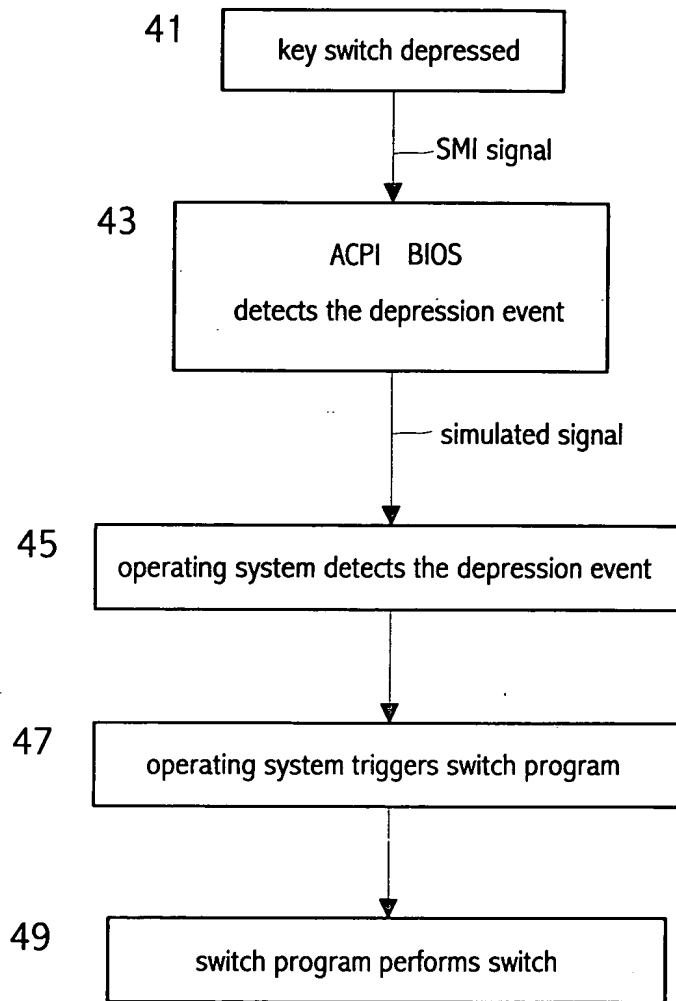 41
key switch depressed
SMI signal
43
ACPI BIOS
detects the depression event
simulated signal
45
operating system detects the depression event
47
operating system triggers switch program
49
switch program performs switch